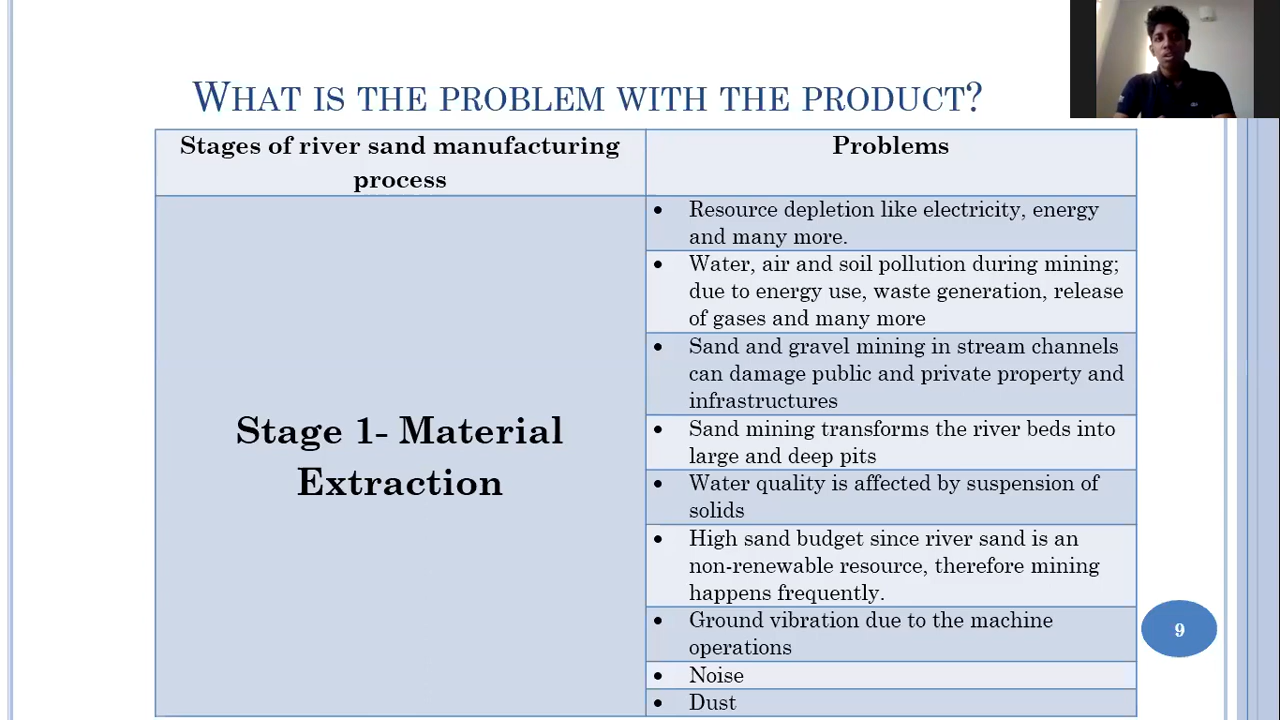 WHAT IS THE PROBLEM WITH THE PRODUCT?
Stages of river sand manufacturing
process
Problems
Stage 1- Material
Extraction
• Resource depletion like electricity, energy
and many more.
• Water, air and soil pollution during mining;
due to energy use, waste generation, release
of gases and many more
• Sand and gravel mining in stream channels
can damage public and private property and
infrastructures
• Sand mining transforms the river beds into
large and deep pits
• Water quality is affected by suspension of
solids
• High sand budget since river sand is an
non-renewable resource, therefore mining
happens frequently.
• Ground vibration due to the machine
operations
• Noise
• Dust
9